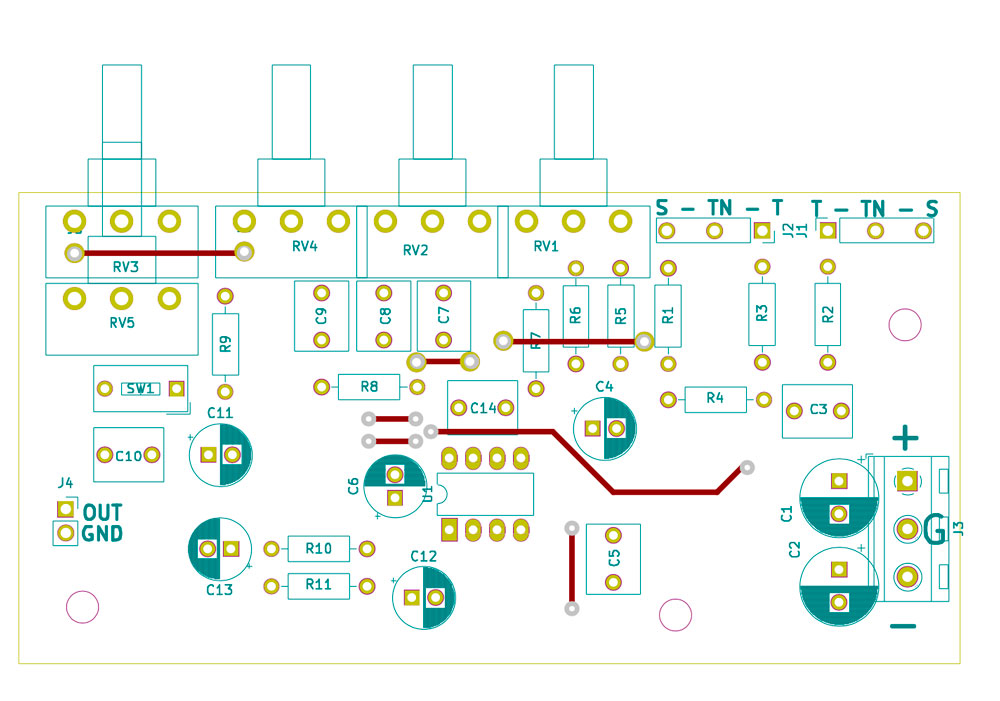 S - TN - T
J2
J1
T - TN - S
RV3
RV4
RV2
RV1
RV5
R9
C9
C8
C7
R7
R6
R5
R1
R3
R2
SW1
R8
C14
C4
R4
C3
C11
C10
C6
U1
J4
OUT
GND
+
C1
G
J3
C2
-
C13
R10
R11
C12
C5